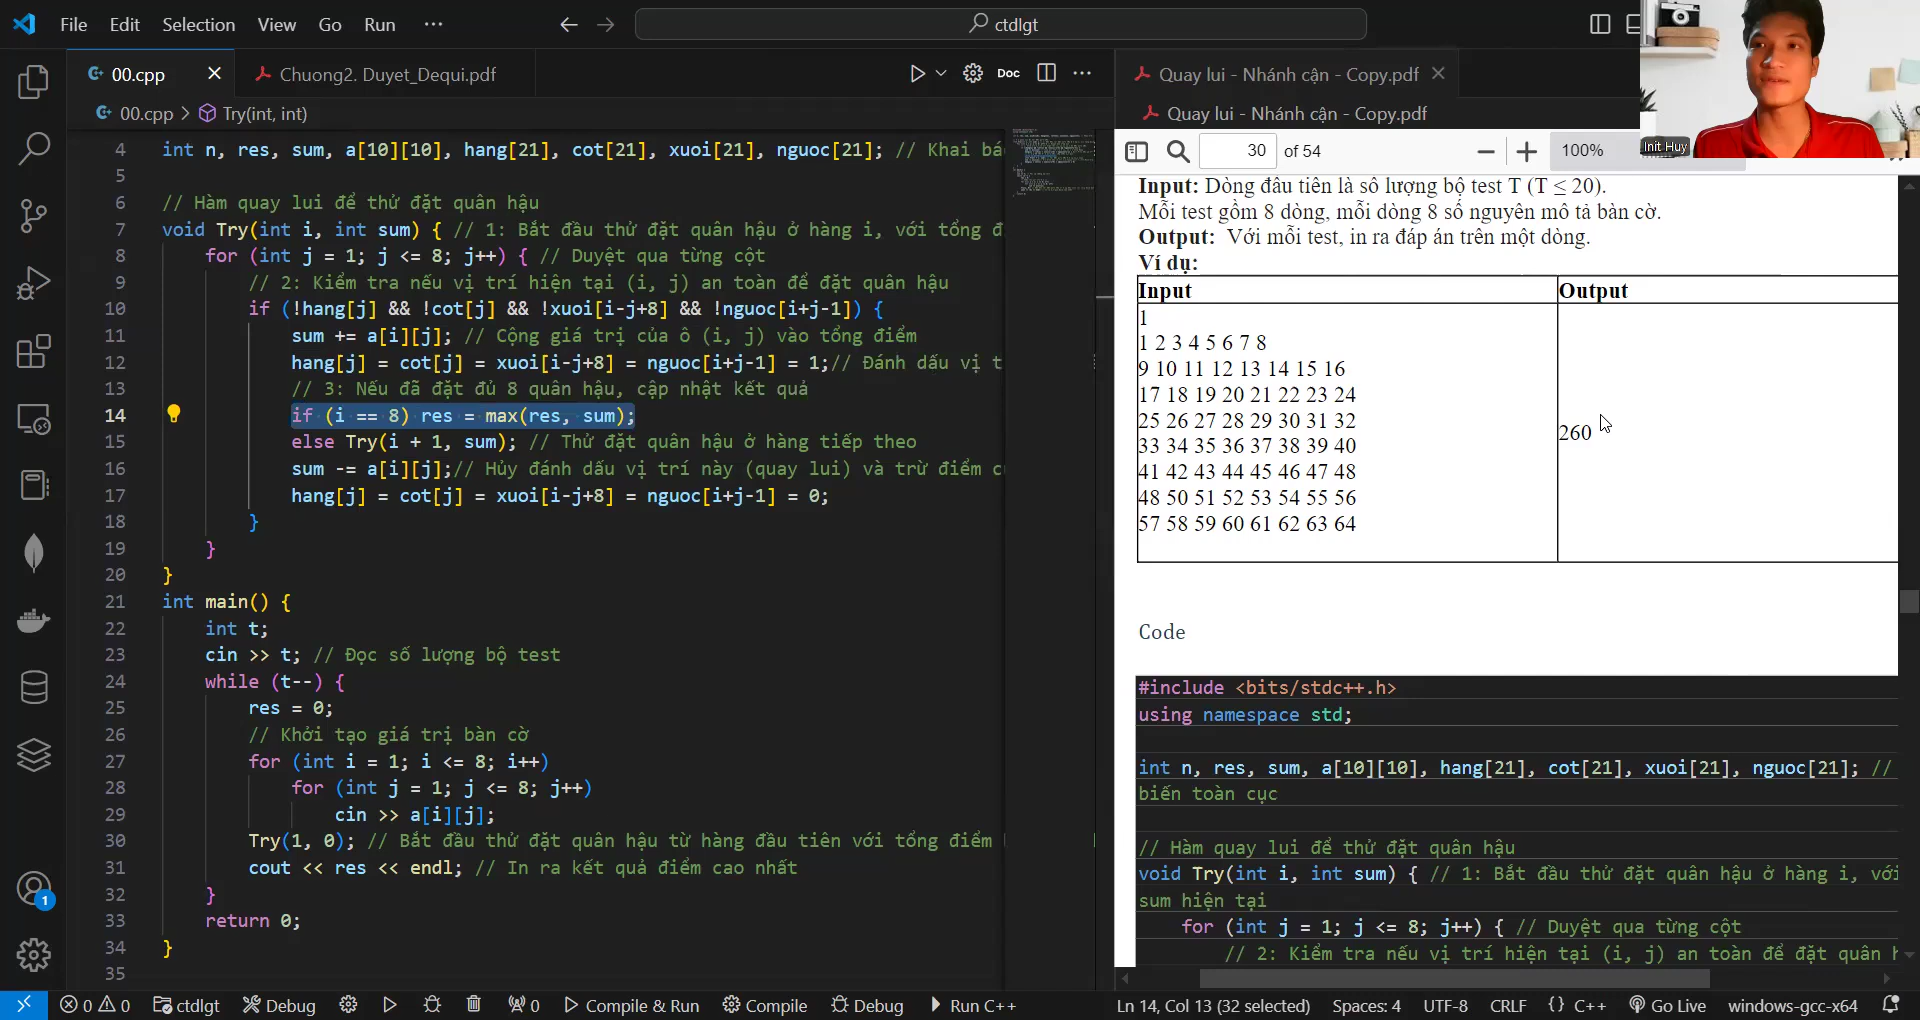 File Edit Selection View Go Run ··· ctdlgt
00.cpp Chuong2. Duyet_Dequi.pdf Doc
00.cpp > Try(int, int)
4 int n, res, sum, a[10][10], hang[21], cot[21], xuoi[21], nguoc[21]; // Khai bá
5
6 // Hàm quay lui để thử đặt quân hậu
7 void Try(int i, int sum) { // 1: Bắt đầu thử đặt quân hậu ở hàng i, với tổng đ
8 for (int j = 1; j <= 8; j++) { // Duyệt qua từng cột
9 // 2: Kiểm tra nếu vị trí hiện tại (i, j) an toàn để đặt quân hậu
10 if (!hang[j] && !cot[j] && !xuoi[i-j+8] && !nguoc[i+j-1]) {
11 sum += a[i][j]; // Cộng giá trị của ô (i, j) vào tổng điểm
12 hang[j] = cot[j] = xuoi[i-j+8] = nguoc[i+j-1] = 1;// Đánh dấu vị t
13 // 3: Nếu đã đặt đủ 8 quân hậu, cập nhật kết quả
14 if (i == 8) res = max(res, sum);
15 else Try(i + 1, sum); // Thử đặt quân hậu ở hàng tiếp theo
16 sum -= a[i][j];// Hủy đánh dấu vị trí này (quay lui) và trừ điểm c
17 hang[j] = cot[j] = xuoi[i-j+8] = nguoc[i+j-1] = 0;
18 }
19 }
20 }
21 int main() {
22 int t;
23 cin >> t; // Đọc số lượng bộ test
24 while (t--) {
25 res = 0;
26 // Khởi tạo giá trị bàn cờ
27 for (int i = 1; i <= 8; i++)
28 for (int j = 1; j <= 8; j++)
29 cin >> a[i][j];
30 Try(1, 0); // Bắt đầu thử đặt quân hậu từ hàng đầu tiên với tổng điểm
31 cout << res << endl; // In ra kết quả điểm cao nhất
32 }
33 return 0;
34 }
35
Quay lui - Nhánh cận - Copy.pdf
Quay lui - Nhánh cận - Copy.pdf
30 of 54 100%
Init Huy
Input: Dòng đầu tiên là số lượng bộ test T (T ≤ 20).
Mỗi test gồm 8 dòng, mỗi dòng 8 số nguyên mô tả bàn cờ.
Output: Với mỗi test, in ra đáp án trên một dòng.
Ví dụ:
Input Output
1
1 2 3 4 5 6 7 8
9 10 11 12 13 14 15 16
17 18 19 20 21 22 23 24
25 26 27 28 29 30 31 32
33 34 35 36 37 38 39 40
41 42 43 44 45 46 47 48
48 50 51 52 53 54 55 56
57 58 59 60 61 62 63 64
260
Code
#include <bits/stdc++.h>
using namespace std;
int n, res, sum, a[10][10], hang[21], cot[21], xuoi[21], nguoc[21]; //
biến toàn cục
// Hàm quay lui để thử đặt quân hậu
void Try(int i, int sum) { // 1: Bắt đầu thử đặt quân hậu ở hàng i, vớ
sum hiện tại
for (int j = 1; j <= 8; j++) { // Duyệt qua từng cột
// 2: Kiểm tra nếu vị trí hiện tại (i, j) an toàn để đặt quân h
1
0 0 ctdlgt Debug 0 Compile & Run Compile Debug Run C++ Ln 14, Col 13 (32 selected) Spaces: 4 UTF-8 CRLF {} C++ Go Live windows-gcc-x64